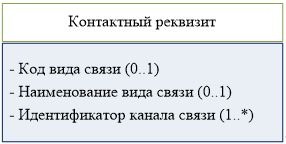 Контактный реквизит
- Код вида связи (0..1)
- Наименование вида связи (0..1)
- Идентификатор канала связи (1..*)